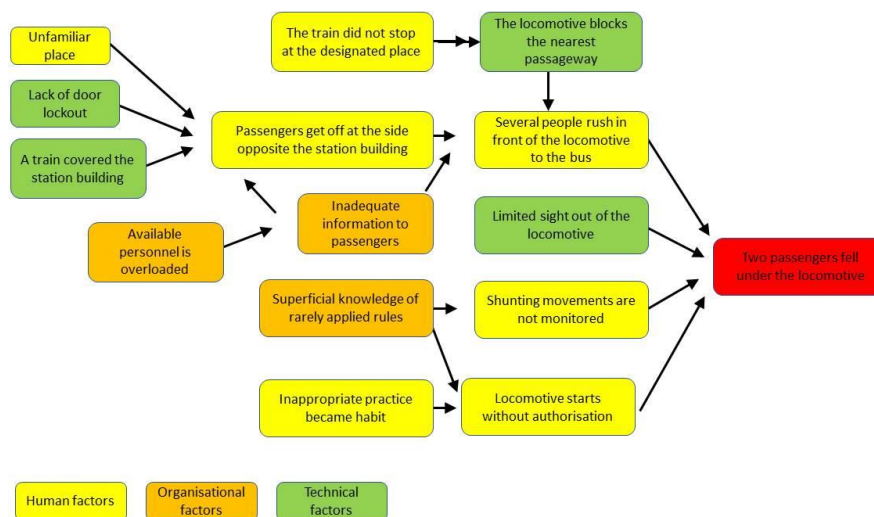 Unfamiliar
place
Lack of door
lockout
A train covered the
station building
Available
personnel is
overloaded
The train did not stop
at the designated place
Passengers get off at the side
opposite the station building
Inadequate
information to
passengers
Superficial knowledge of
rarely applied rules
Inappropriate practice
became habit
The locomotive blocks
the nearest
passageway
Several people rush in
front of the locomotive
to the bus
Limited sight out of the
locomotive
Shunting movements are
not monitored
Locomotive starts
without authorisation
Two passengers fell
under the locomotive
Human factors
Organisational
factors
Technical
factors